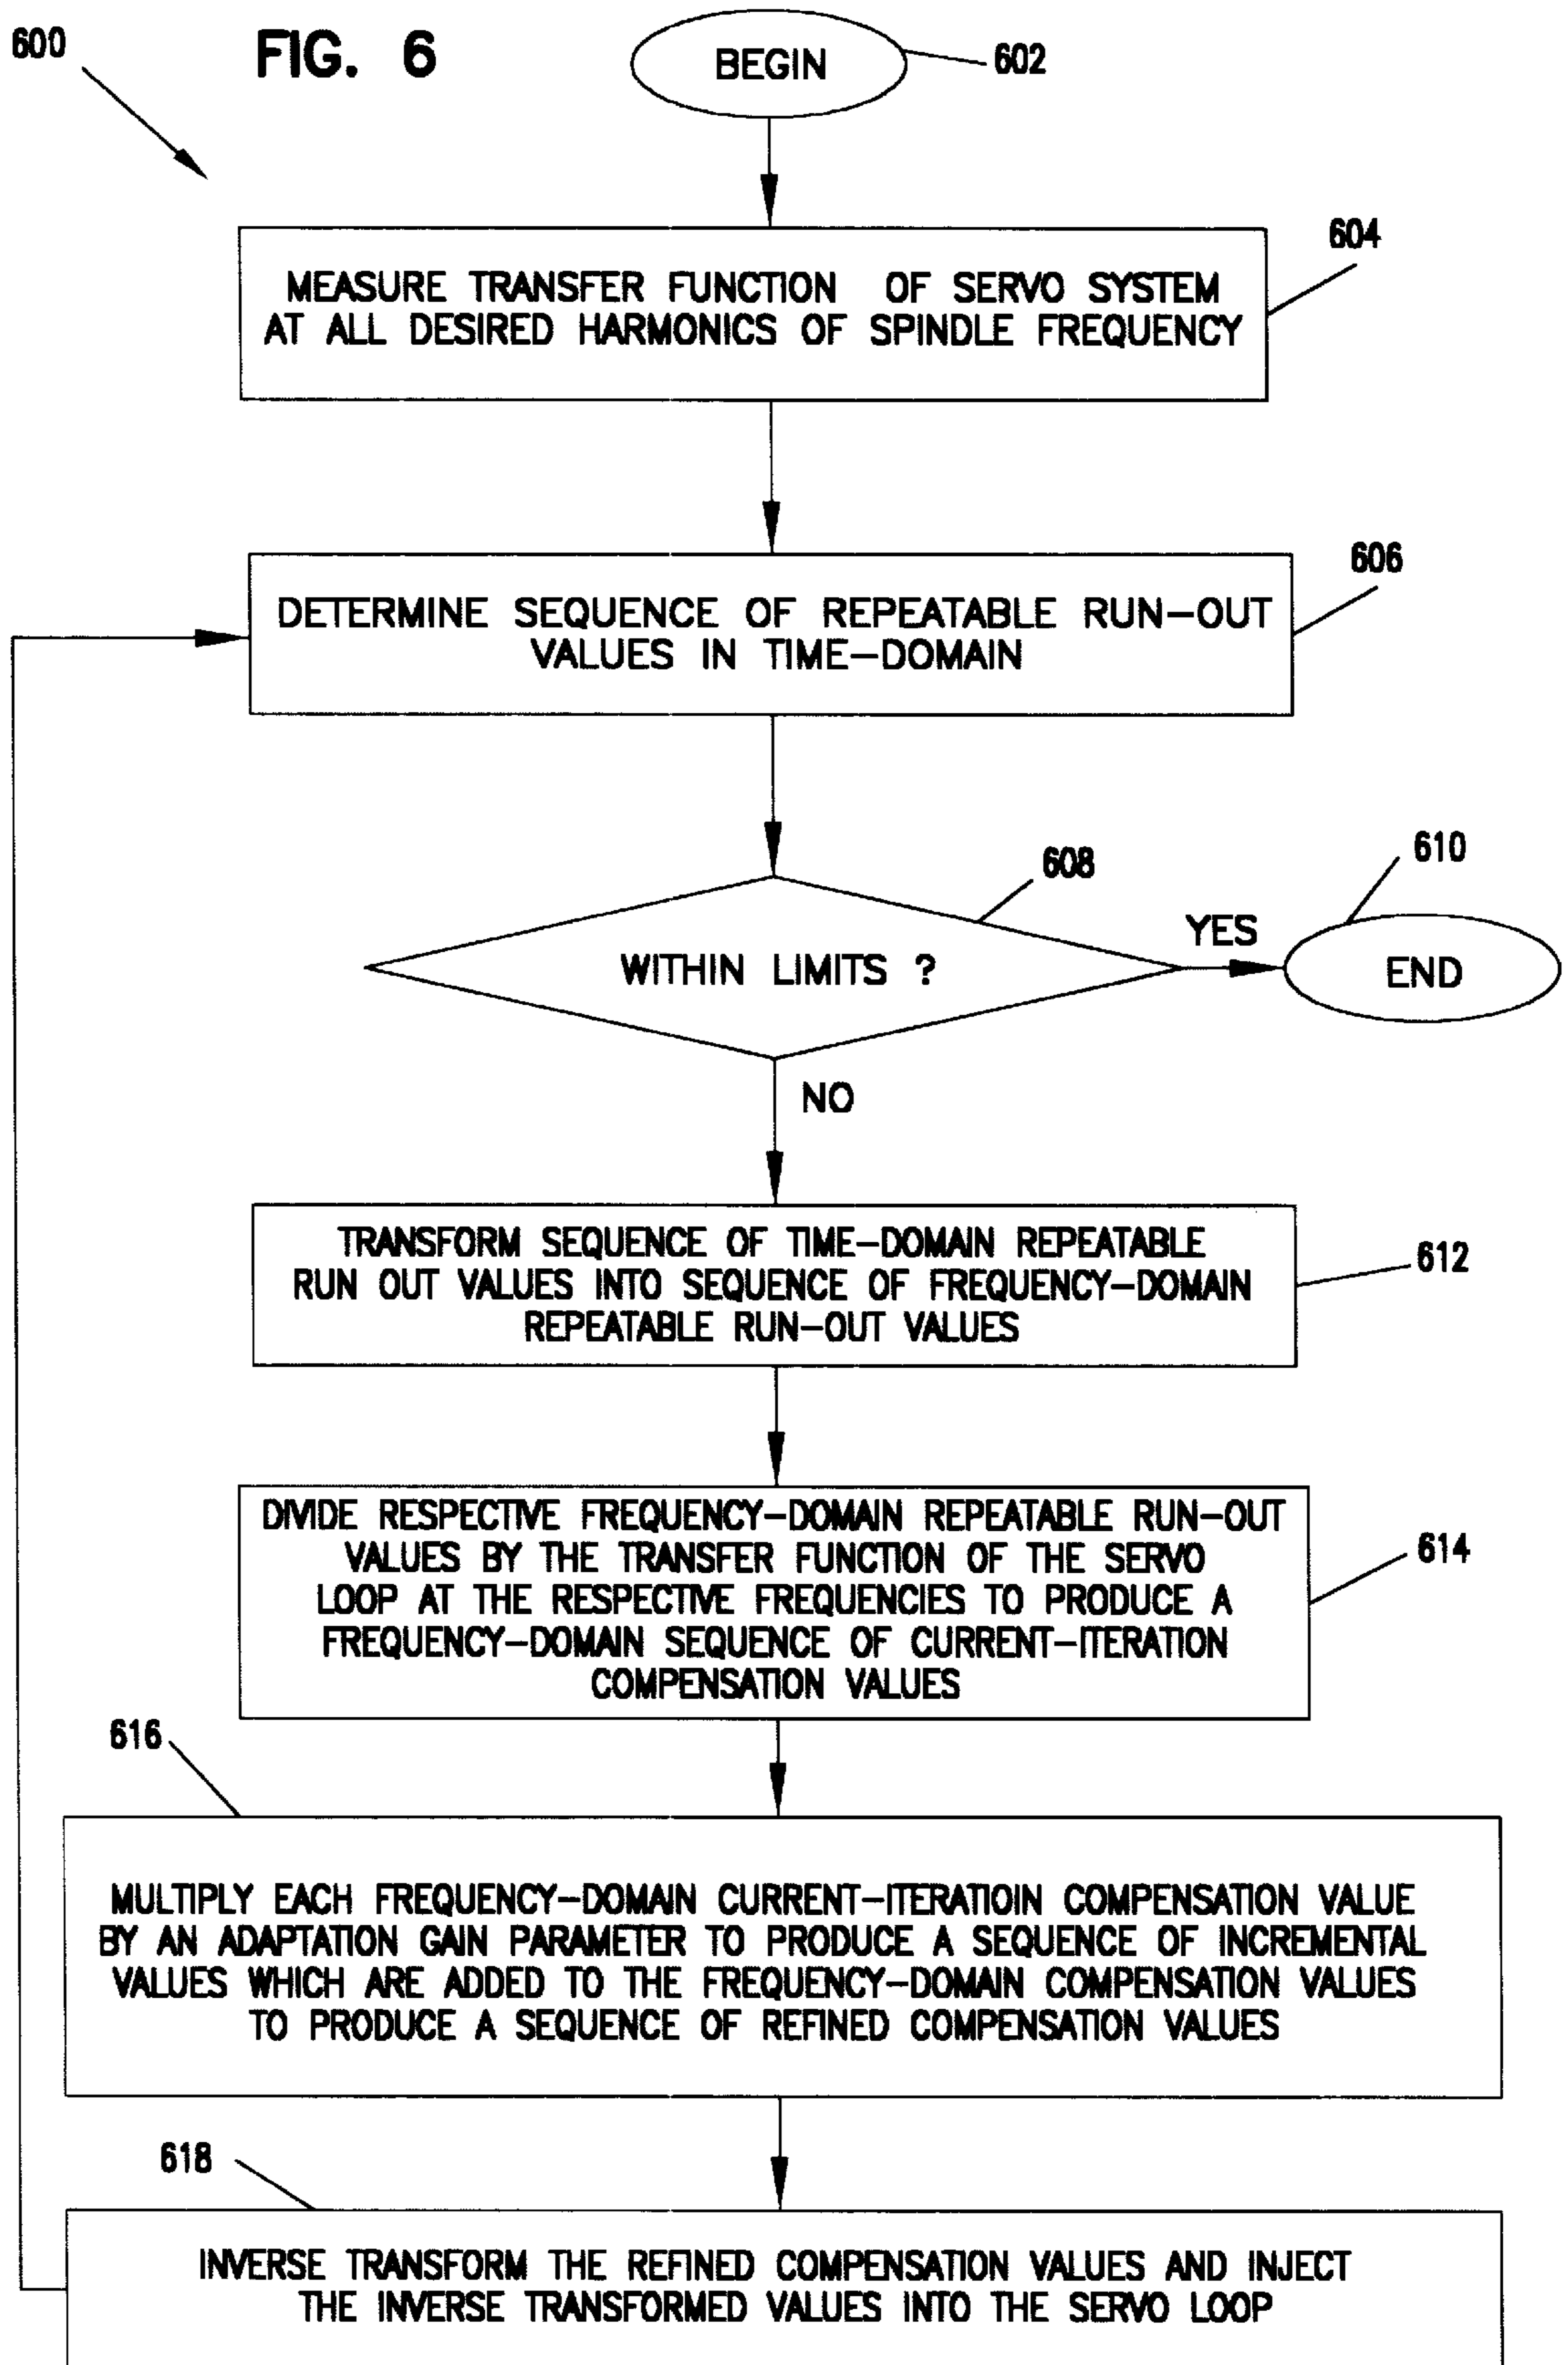 600
FIG. 6
BEGIN
602
604
MEASURE TRANSFER FUNCTION OF SERVO SYSTEM
AT ALL DESIRED HARMONICS OF SPINDLE FREQUENCY
606
DETERMINE SEQUENCE OF REPEATABLE RUN-OUT
VALUES IN TIME-DOMAIN
608
610
WITHIN LIMITS ?
YES
END
NO
TRANSFORM SEQUENCE OF TIME-DOMAIN REPEATABLE
RUN OUT VALUES INTO SEQUENCE OF FREQUENCY-DOMAIN
REPEATABLE RUN-OUT VALUES
612
DIVIDE RESPECTIVE FREQUENCY-DOMAIN REPEATABLE RUN-OUT
VALUES BY THE TRANSFER FUNCTION OF THE SERVO
LOOP AT THE RESPECTIVE FREQUENCIES TO PRODUCE A
FREQUENCY-DOMAIN SEQUENCE OF CURRENT-ITERATION
COMPENSATION VALUES
614
616
MULTIPLY EACH FREQUENCY-DOMAIN CURRENT-ITERATIOIN COMPENSATION VALUE
BY AN ADAPTATION GAIN PARAMETER TO PRODUCE A SEQUENCE OF INCREMENTAL
VALUES WHICH ARE ADDED TO THE FREQUENCY-DOMAIN COMPENSATION VALUES
TO PRODUCE A SEQUENCE OF REFINED COMPENSATION VALUES
618
INVERSE TRANSFORM THE REFINED COMPENSATION VALUES AND INJECT
THE INVERSE TRANSFORMED VALUES INTO THE SERVO LOOP